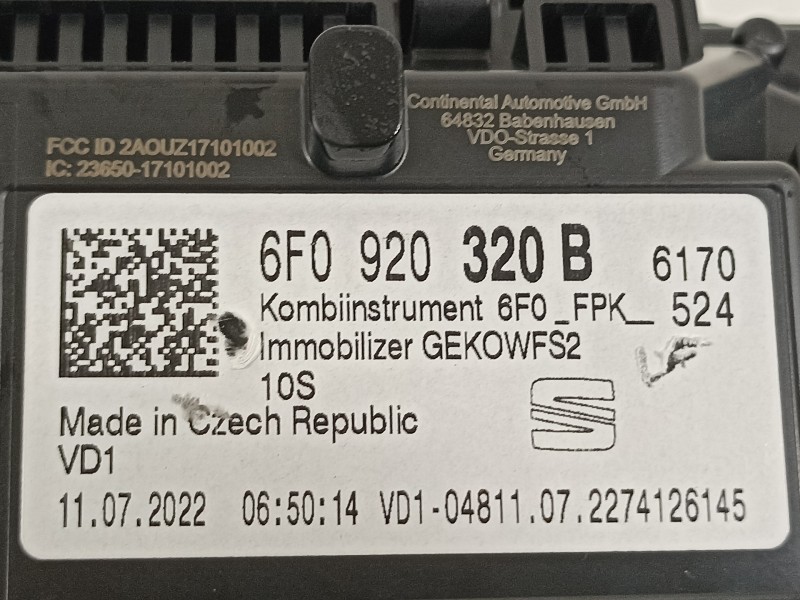 Continental Automotive GmbH
64832 Babenhausen
VDO-Strasse 1
Germany
FCC ID 2AOUZ17101002
IC: 23650-17101002
6F0 920 320 B 6170
Kombiinstrument 6F0_FPK__ 524
Immobilizer GEKOWFS2
10S
Made in Czech Republic
VD1
11.07.2022 06:50:14 VD1-04811.07.2274126145